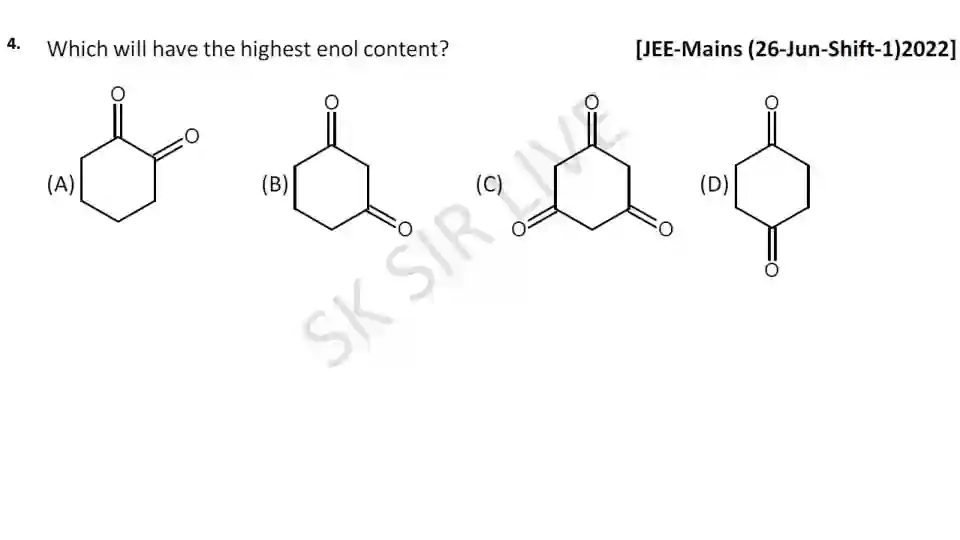 4. Which will have the highest enol content? [JEE-Mains (26-Jun-Shift-1)2022]
O O O O
O
(A) (B) (C) (D)
O O O
O
SK SIR LIVE